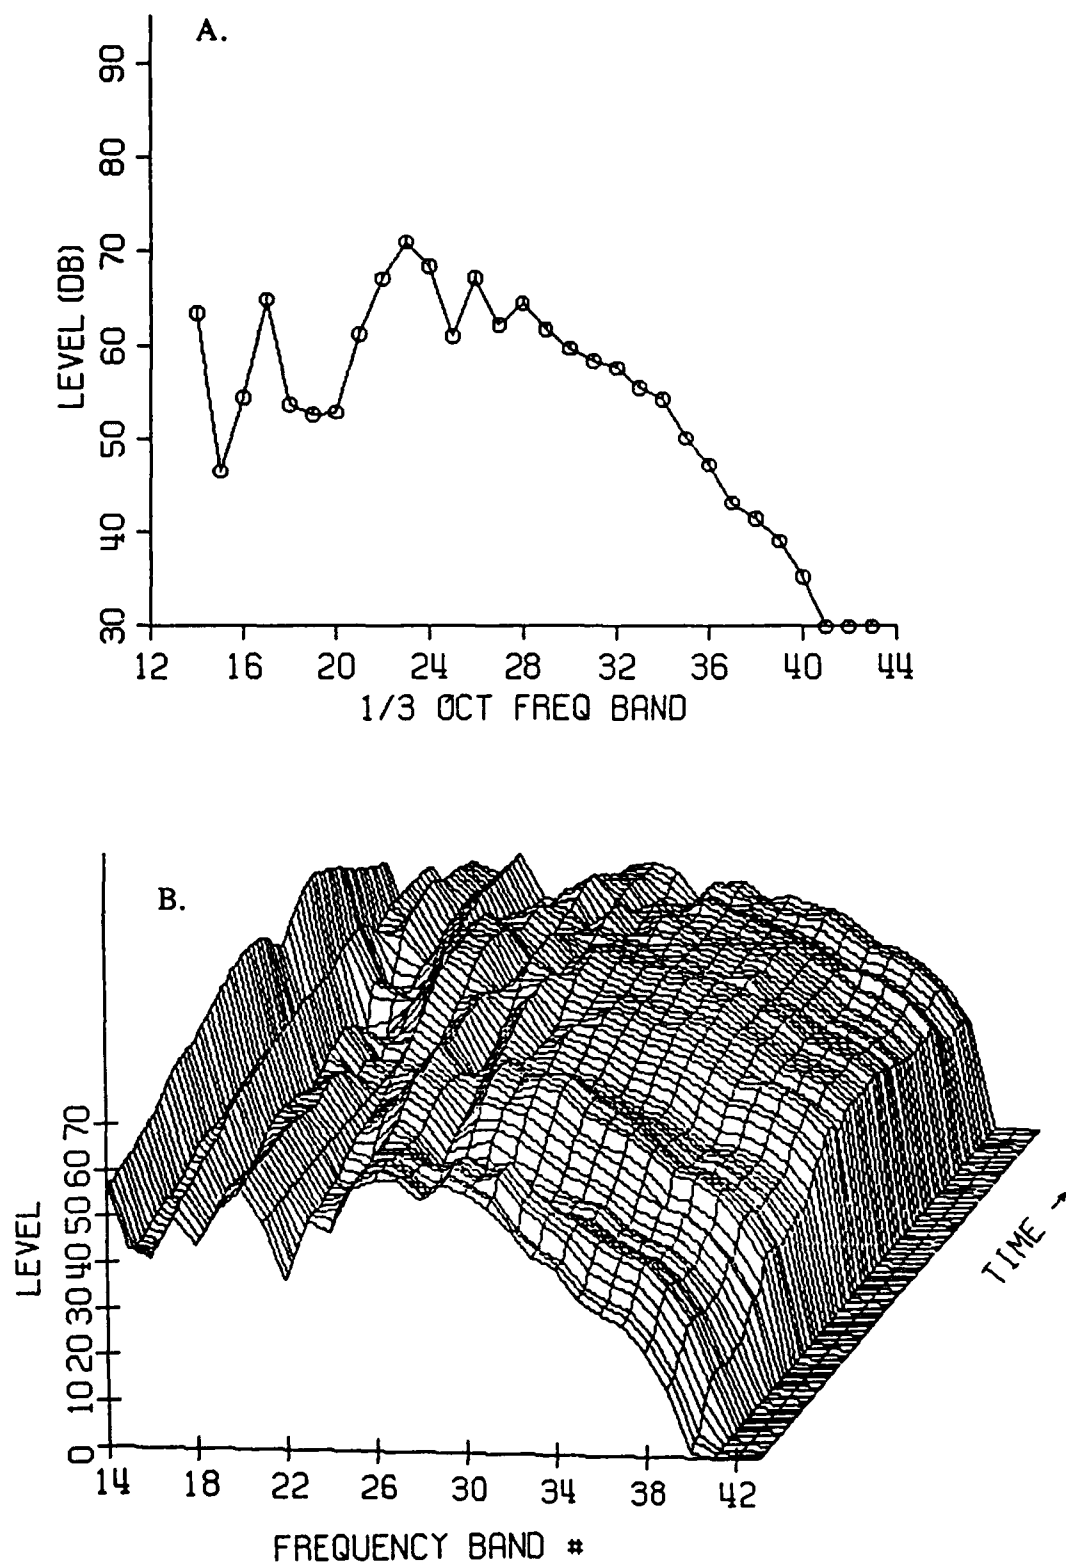 A.
LEVEL (DB)
90
80
70
60
50
40
30
12 16 20 24 28 32 36 40 44
1/3 OCT FREQ BAND
B.
LEVEL
70
60
50
40
30
20
10
0
14 18 22 26 30 34 38 42
FREQUENCY BAND #
TIME →